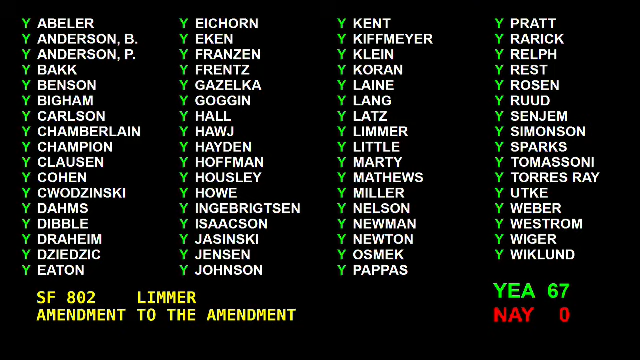 Y ABELER
Y ANDERSON, B.
Y ANDERSON, P.
Y BAKK
Y BENSON
Y BIGHAM
Y CARLSON
Y CHAMBERLAIN
Y CHAMPION
Y CLAUSEN
Y COHEN
Y CWODZINSKI
Y DAHMS
Y DIBBLE
Y DRAHEIM
Y DZIEDZIC
Y EATON
Y EICHORN
Y EKEN
Y FRANZEN
Y FRENTZ
Y GAZELKA
Y GOGGIN
Y HALL
Y HAWJ
Y HAYDEN
Y HOFFMAN
Y HOUSLEY
Y HOWE
Y INGEBRIGTSEN
Y ISAACSON
Y JASINSKI
Y JENSEN
Y JOHNSON
Y KENT
Y KIFFMEYER
Y KLEIN
Y KORAN
Y LAINE
Y LANG
Y LATZ
Y LIMMER
Y LITTLE
Y MARTY
Y MATHEWS
Y MILLER
Y NELSON
Y NEWMAN
Y NEWTON
Y OSMEK
Y PAPPAS
Y PRATT
Y RARICK
Y RELPH
Y REST
Y ROSEN
Y RUUD
Y SENJEM
Y SIMONSON
Y SPARKS
Y TOMASSONI
Y TORRES RAY
Y UTKE
Y WEBER
Y WESTROM
Y WIGER
Y WIKLUND
SF 802 LIMMER
AMENDMENT TO THE AMENDMENT
YEA 67
NAY 0